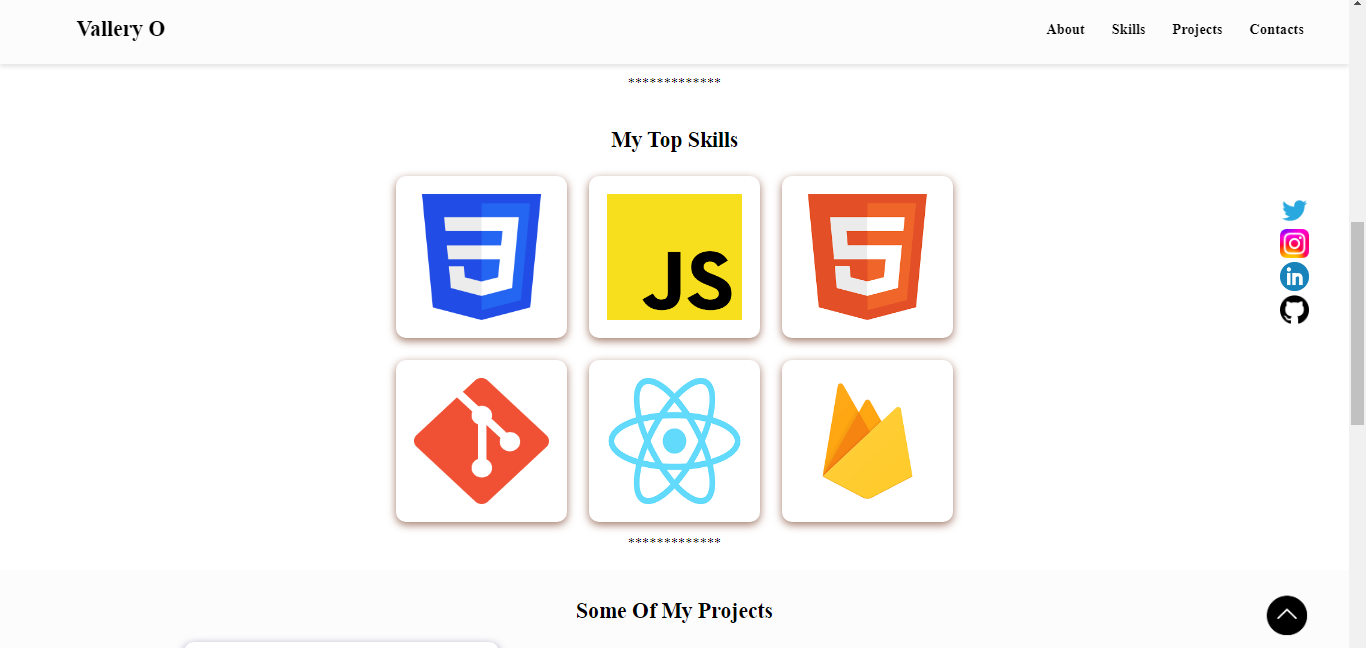 Vallery O
About Skills Projects Contacts
*************
My Top Skills
JS
*************
Some Of My Projects